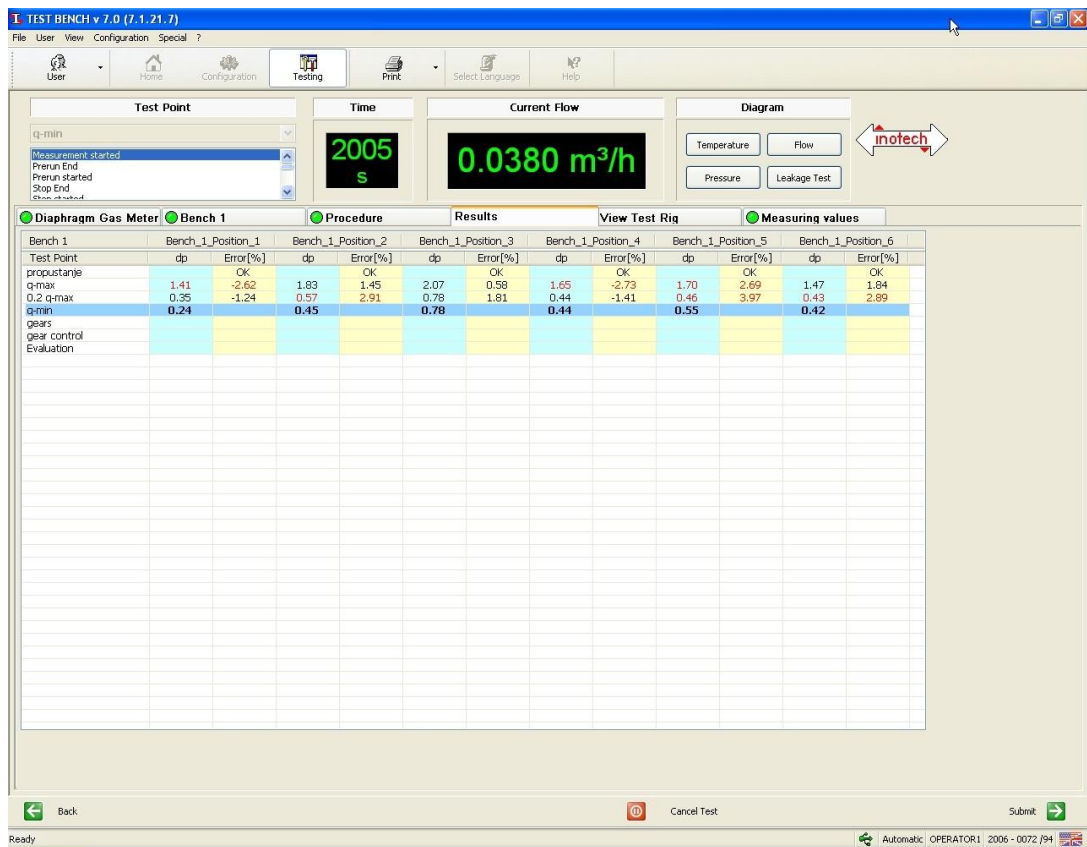 TEST BENCH v 7.0 (7.1.21.7)
File User View Configuration Special ?
User Home Configuration Testing Print Select Language Help
Test Point Time Current Flow Diagram
q-min
Measurement started
Prerun End
Prerun started
Stop End
Stop started
2005 s
0.0380 m³/h
Temperature Flow
Pressure Leakage Test
inotech
Diaphragm Gas Meter Bench 1 Procedure Results View Test Rig Measuring values
Bench 1 Bench_1_Position_1 Bench_1_Position_2 Bench_1_Position_3 Bench_1_Position_4 Bench_1_Position_5 Bench_1_Position_6
Test Point dp Error[%] dp Error[%] dp Error[%] dp Error[%] dp Error[%] dp Error[%]
propustanje OK OK OK OK OK OK
q-max 1.41 -2.62 1.83 1.45 2.07 0.58 1.65 -2.73 1.70 2.69 1.47 1.84
0.2 q-max 0.35 -1.24 0.57 2.91 0.78 1.81 0.44 -1.41 0.46 3.97 0.43 2.89
q-min 0.24 0.45 0.78 0.44 0.55 0.42
gears
gear control
Evaluation
Back Cancel Test Submit
Ready Automatic OPERATOR1 2006 - 0072 /94